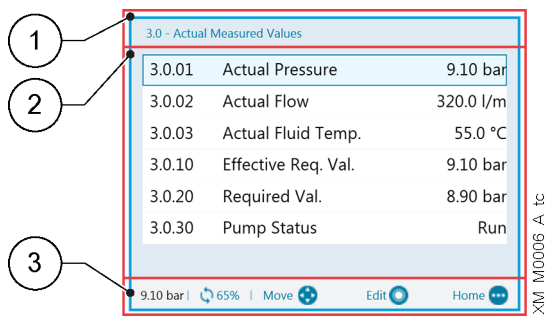 1
3.0 - Actual Measured Values
2
3.0.01 Actual Pressure 9.10 bar
3.0.02 Actual Flow 320.0 l/m
3.0.03 Actual Fluid Temp. 55.0 °C
3.0.10 Effective Req. Val. 9.10 bar
3.0.20 Required Val. 8.90 bar
3.0.30 Pump Status Run
3
9.10 bar | 65% | Move Edit Home
XM_M0006_A_tc